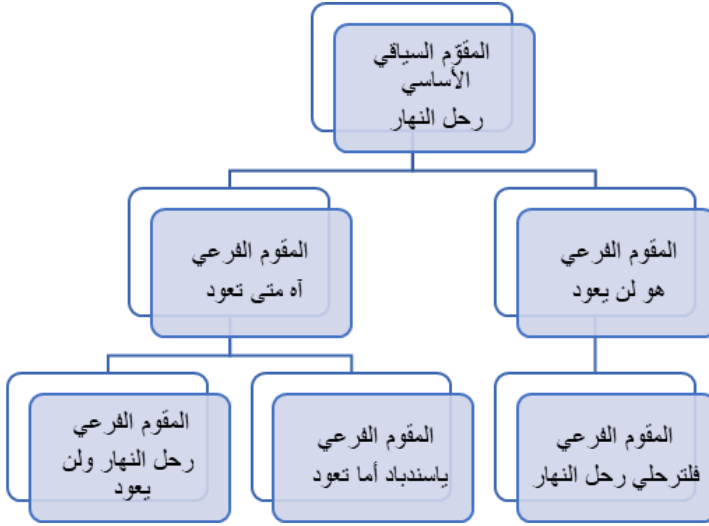 المقوّم السياقي
الأساسي
رحل النهار
المقوم الفرعي
هو لن يعود
المقوم الفرعي
آه متى تعود
المقوم الفرعي
فلترحلي رحل النهار
المقوم الفرعي
ياسندباد أما تعود
المقوم الفرعي
رحل النهار ولن
يعود